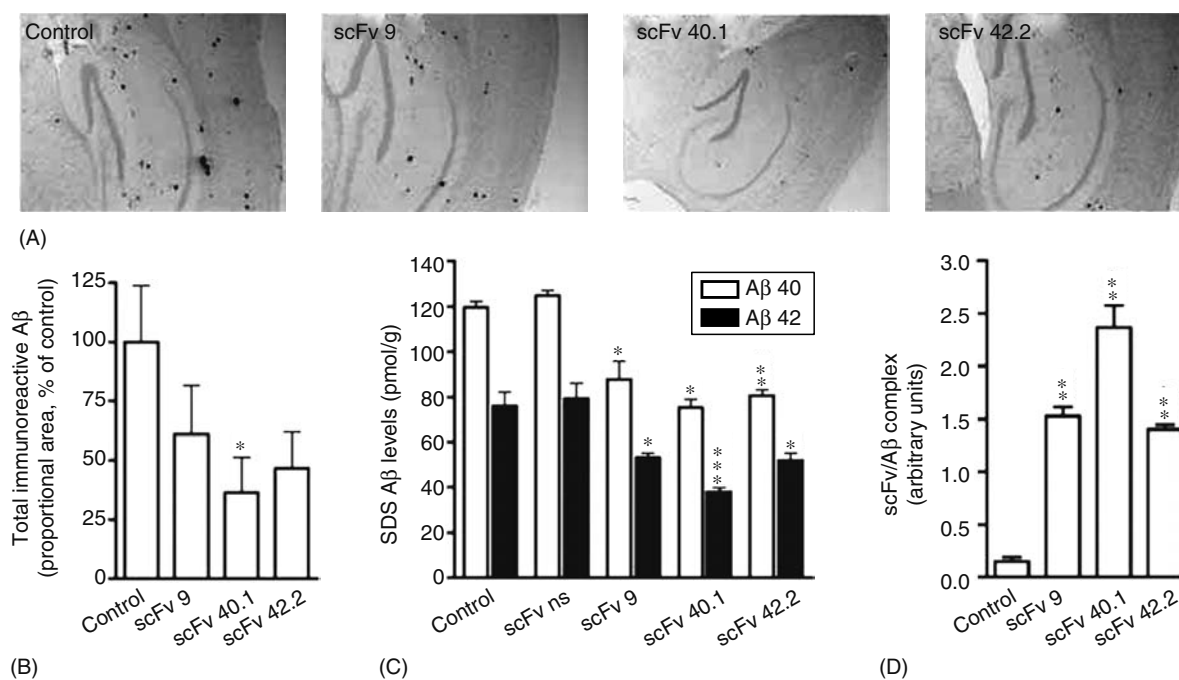 Control
scFv 9
scFv 40.1
scFv 42.2
(A)
Total immunoreactive Aβ
(proportional area, % of control)
125
100
75
50
25
0
*
Control
scFv 9
scFv 40.1
scFv 42.2
(B)
SDS Aβ levels (pmol/g)
140
120
100
80
60
40
20
0
Aβ 40
Aβ 42
*
*
*
***
**
*
Control
scFv ns
scFv 9
scFv 40.1
scFv 42.2
(C)
scFv/Aβ complex
(arbitrary units)
3.0
2.5
2.0
1.5
1.0
0.5
0.0
**
**
**
Control
scFv 9
scFv 40.1
scFv 42.2
(D)